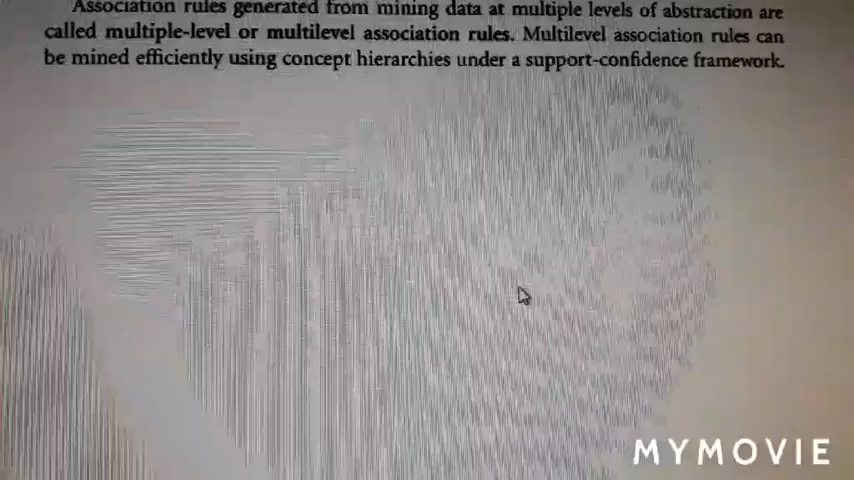 Association rules generated from mining data at multiple levels of abstraction are
called multiple-level or multilevel association rules. Multilevel association rules can
be mined efficiently using concept hierarchies under a support-confidence framework.
MYMOVIE